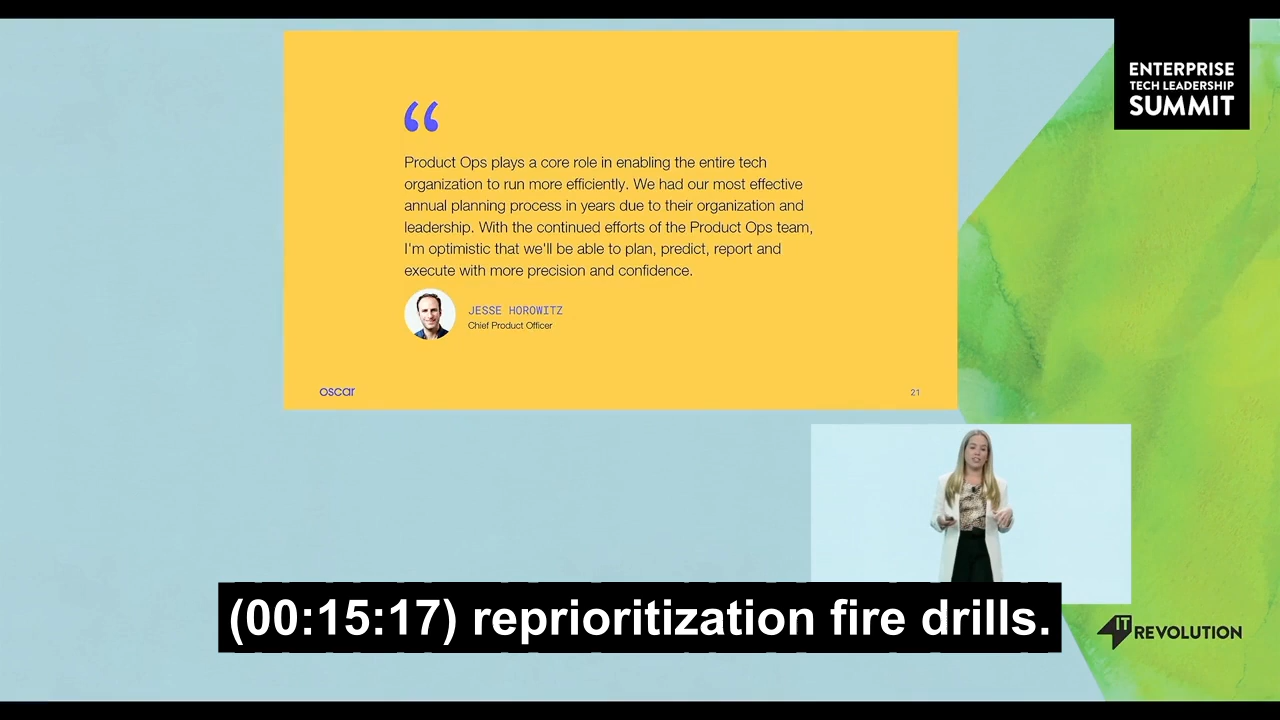 ENTERPRISE
TECH LEADERSHIP
SUMMIT
“
Product Ops plays a core role in enabling the entire tech
organization to run more efficiently. We had our most effective
annual planning process in years due to their organization and
leadership. With the continued efforts of the Product Ops team,
I'm optimistic that we'll be able to plan, predict, report and
execute with more precision and confidence.
JESSE HOROWITZ
Chief Product Officer
oscar
21
(00:15:17) reprioritization fire drills.
IT
REVOLUTION